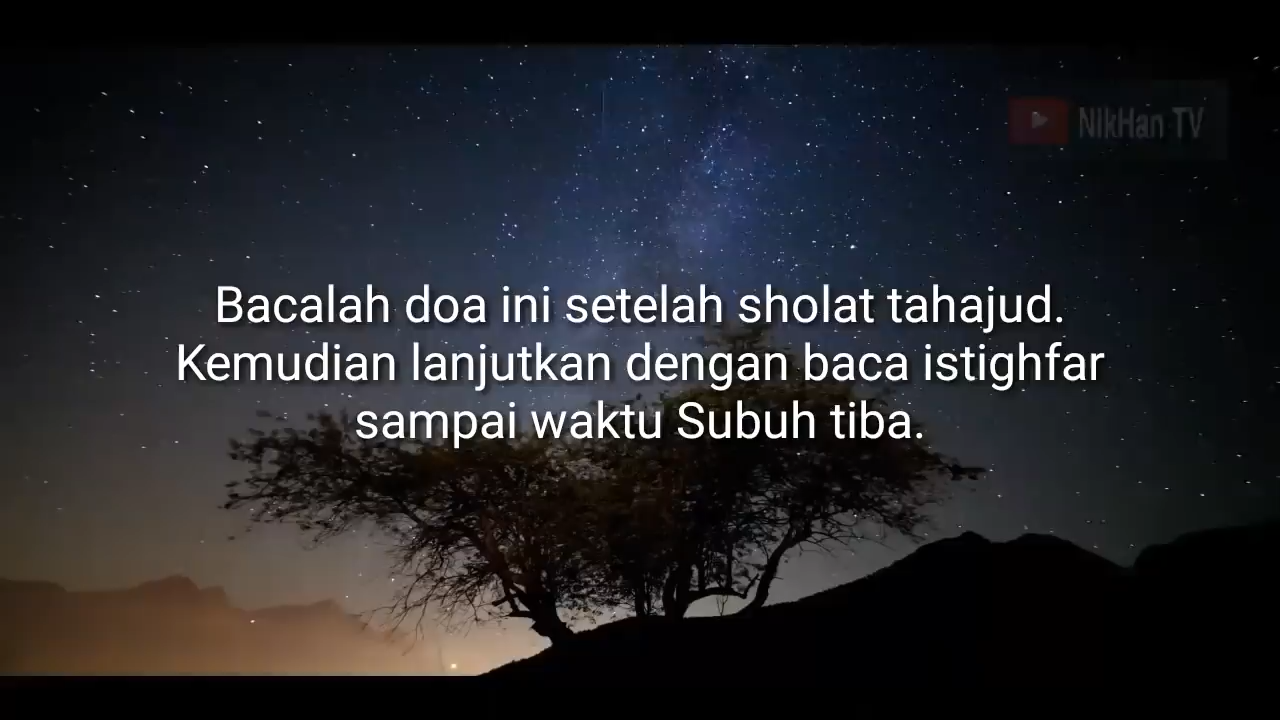 NikHan TV
Bacalah doa ini setelah sholat tahajud.
Kemudian lanjutkan dengan baca istighfar
sampai waktu Subuh tiba.